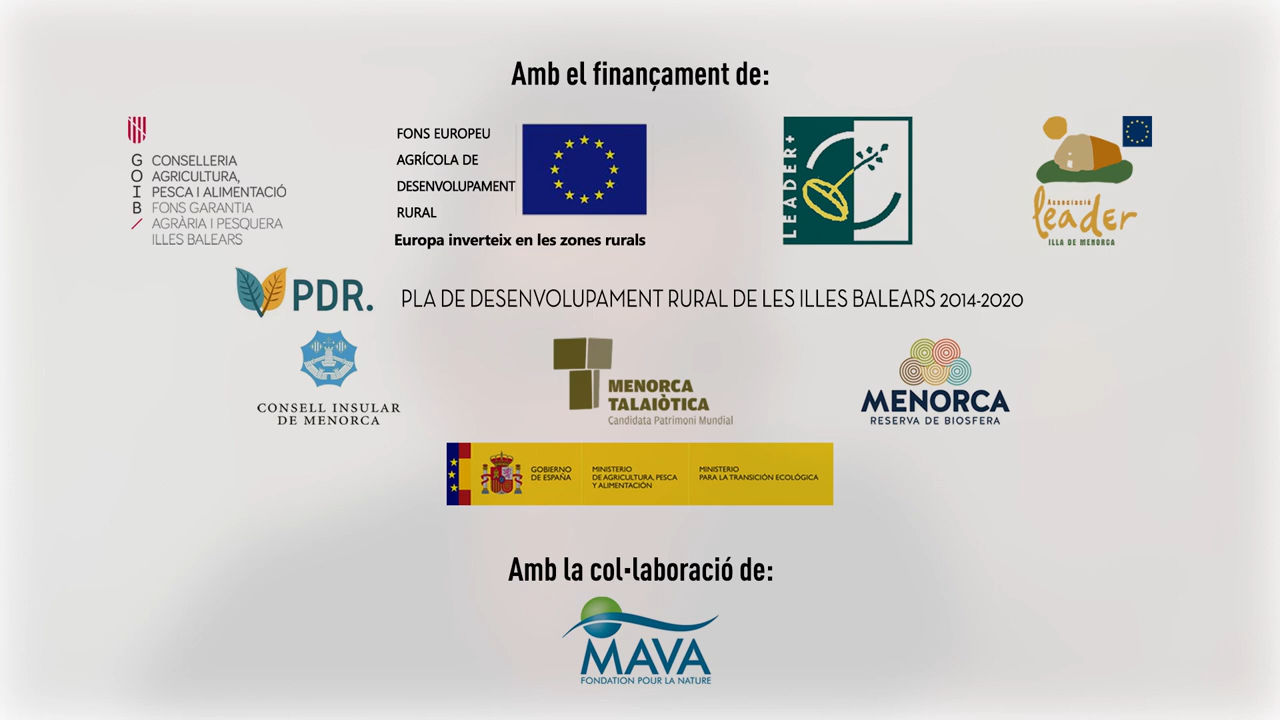 Amb el finançament de:
GOIB
CONSELLERIA
AGRICULTURA,
PESCA I ALIMENTACIÓ
FONS GARANTIA
AGRÀRIA I PESQUERA
ILLES BALEARS
FONS EUROPEU
AGRÍCOLA DE
DESENVOLUPAMENT
RURAL
Europa inverteix en les zones rurals
LEADER+
Associació
leader
ILLA DE MENORCA
PDR.
PLA DE DESENVOLUPAMENT RURAL DE LES ILLES BALEARS 2014-2020
CONSELL INSULAR
DE MENORCA
MENORCA
TALAIÒTICA
Candidata Patrimoni Mundial
MENORCA
RESERVA DE BIOSFERA
GOBIERNO
DE ESPAÑA
MINISTERIO
DE AGRICULTURA, PESCA
Y ALIMENTACIÓN
MINISTERIO
PARA LA TRANSICIÓN ECOLÓGICA
Amb la col·laboració de:
MAVA
FONDATION POUR LA NATURE